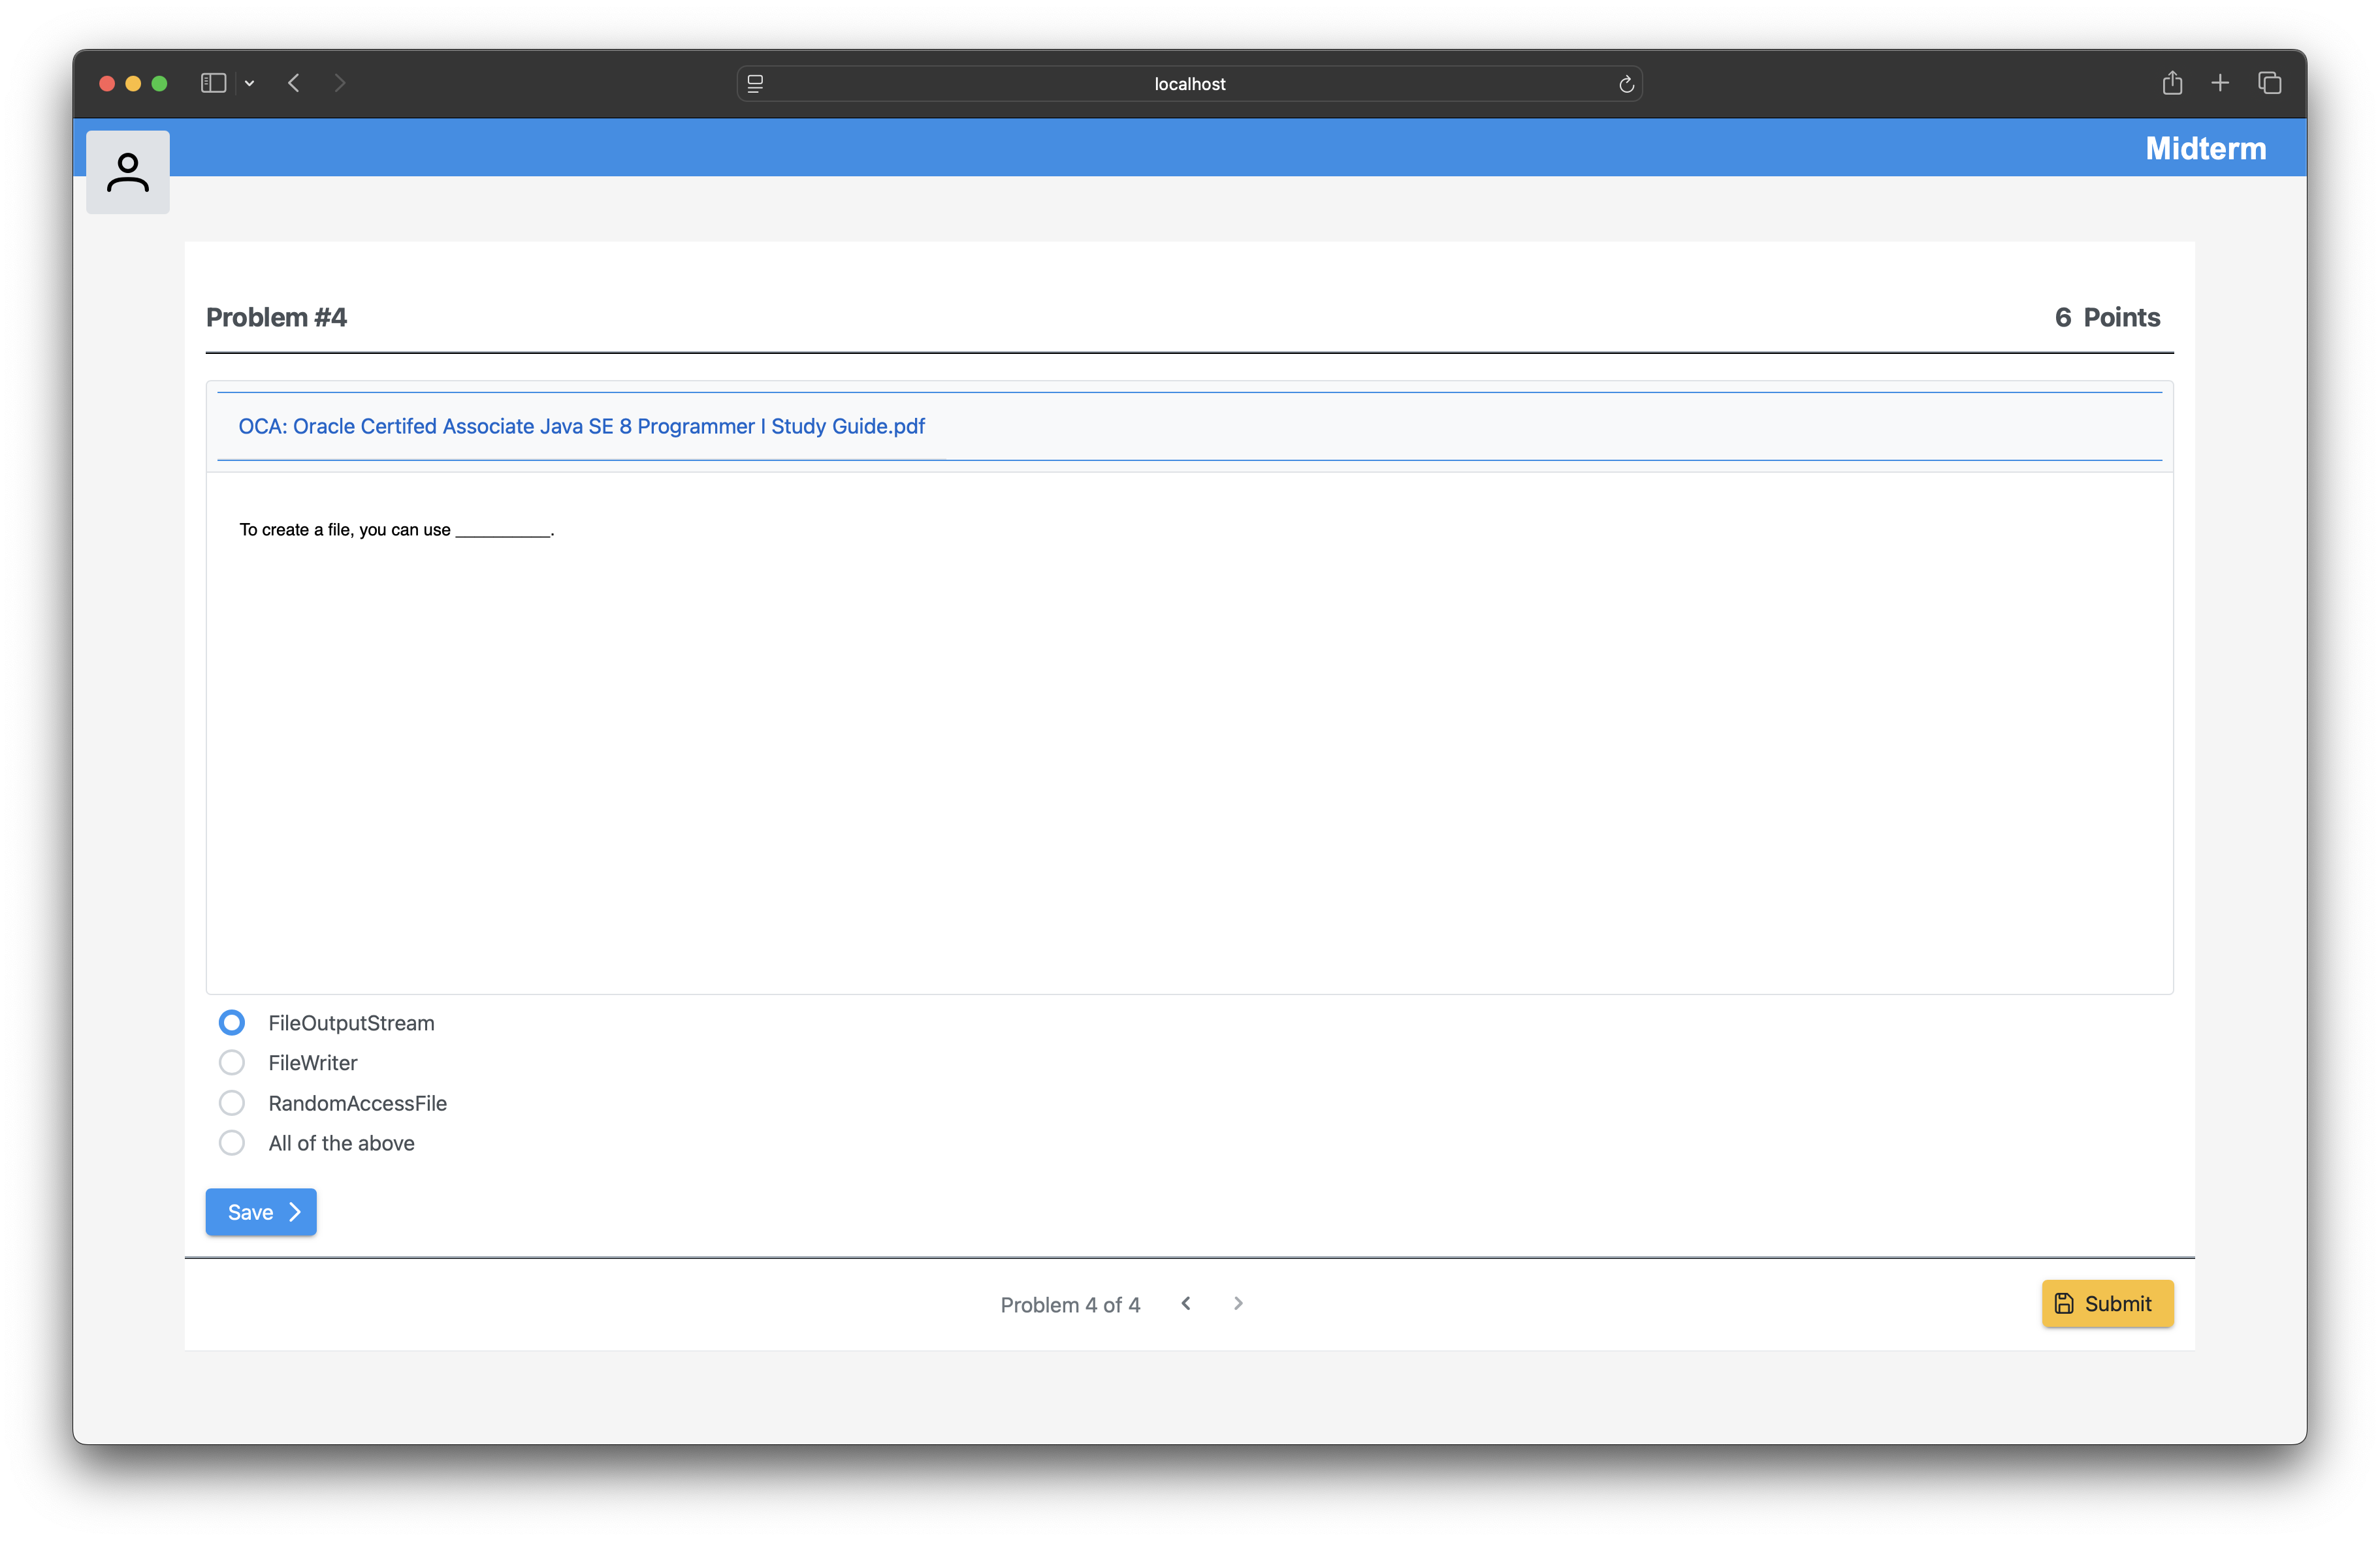 localhost
Midterm
Problem #4
6 Points
OCA: Oracle Certifed Associate Java SE 8 Programmer I Study Guide.pdf
To create a file, you can use __________.
FileOutputStream
FileWriter
RandomAccessFile
All of the above
Save
Problem 4 of 4
Submit